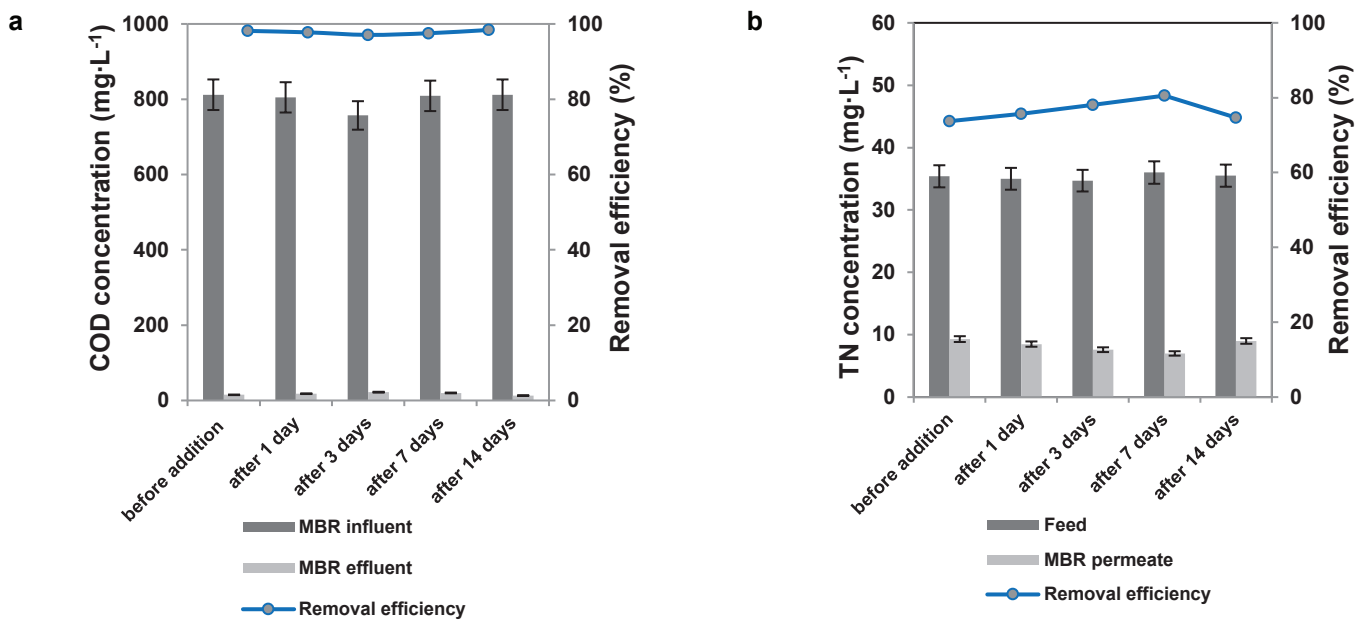 a
COD concentration (mg·L-1)
1000
800
600
400
200
0
100
80
60
40
20
0
Removal efficiency (%)
before addition
after 1 day
after 3 days
after 7 days
after 14 days
MBR influent
MBR effluent
Removal efficiency
b
TN concentration (mg·L-1)
60
50
40
30
20
10
0
100
80
60
40
20
0
Removal efficiency (%)
before addition
after 1 day
after 3 days
after 7 days
after 14 days
Feed
MBR permeate
Removal efficiency